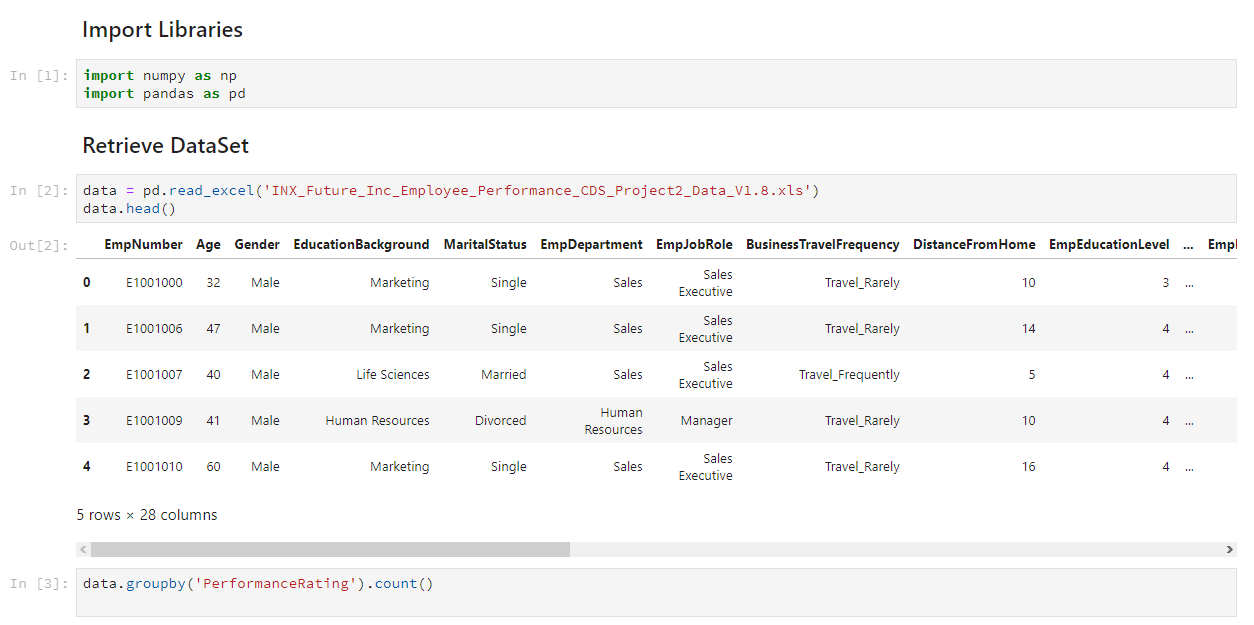 Import Libraries
In [1]: import numpy as np
import pandas as pd
Retrieve DataSet
In [2]: data = pd.read_excel('INX_Future_Inc_Employee_Performance_CDS_Project2_Data_V1.8.xls')
data.head()
Out[2]: EmpNumber Age Gender EducationBackground MaritalStatus EmpDepartment EmpJobRole BusinessTravelFrequency DistanceFromHome EmpEducationLevel ... Empl
0 E1001000 32 Male Marketing Single Sales Sales Executive Travel_Rarely 10 3 ...
1 E1001006 47 Male Marketing Single Sales Sales Executive Travel_Rarely 14 4 ...
2 E1001007 40 Male Life Sciences Married Sales Sales Executive Travel_Frequently 5 4 ...
3 E1001009 41 Male Human Resources Divorced Human Resources Manager Travel_Rarely 10 4 ...
4 E1001010 60 Male Marketing Single Sales Sales Executive Travel_Rarely 16 4 ...
5 rows × 28 columns
In [3]: data.groupby('PerformanceRating').count()